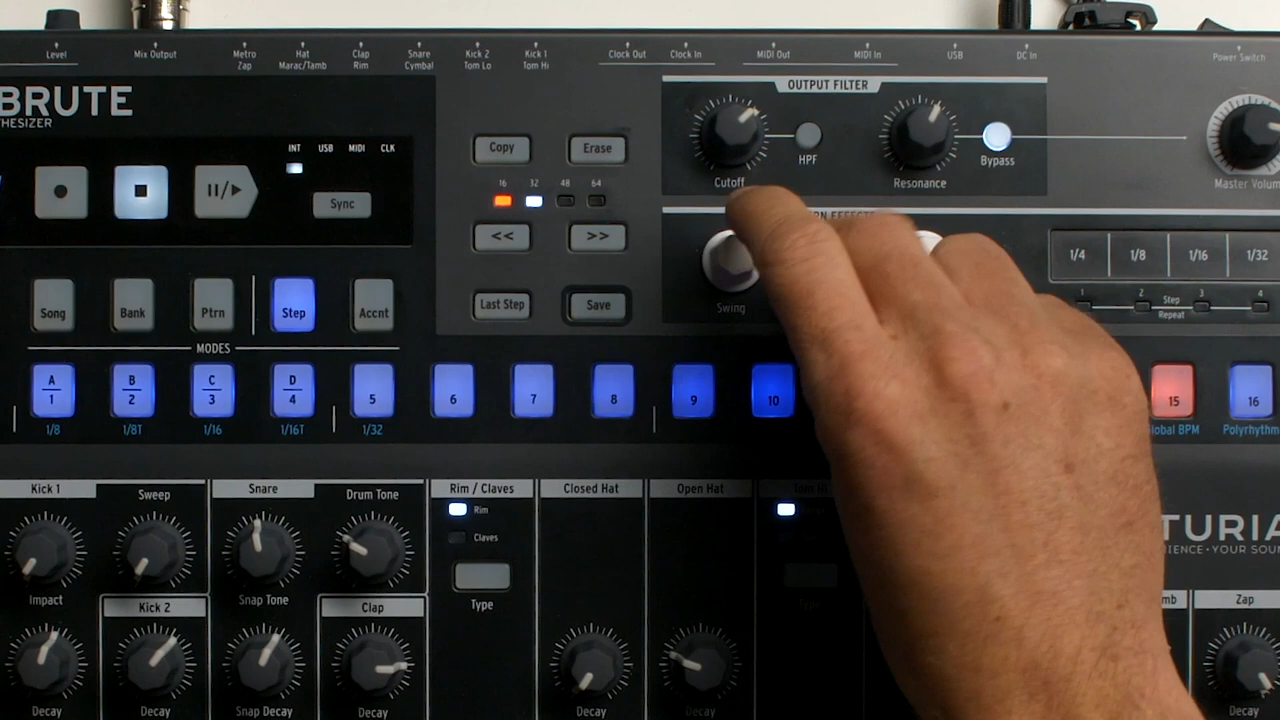 Level Mix Output Metro Hat Clap Snare Kick 2 Kick 1 Clock Out Clock In MIDI Out MIDI In USB DC In Power Switch
Zap Marac/Tamb Rim Cymbal Tom Lo Tom Hi
BRUTE
OUTPUT FILTER
INT USB MIDI CLK
Copy Erase
HPF Bypass
Cutoff Resonance Master
16 32 48 64
Sync
<< >>
1/4 1/8 1/16 1/32
Song Bank Ptrn Step Accnt Last Step Save
Swing
1 2 Step 3 4
Repeat
MODES
A B C D
1 2 3 4 5 6 7 8 9 10 15 16
1/8 1/8T 1/16 1/16T 1/32 BPM
Kick 1 Sweep Snare Drum Tone Rim / Claves Closed Hat Open Hat
Rim
Claves
YOUR
Impact Snap Tone Type
Kick 2 Clap Zap
Decay Decay Snap Decay Decay Decay Decay Decay